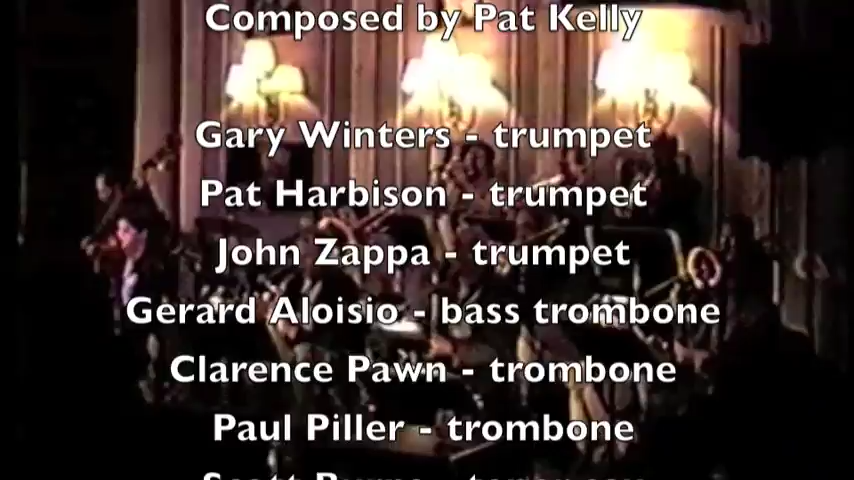 Composed by Pat Kelly
Gary Winters - trumpet
Pat Harbison - trumpet
John Zappa - trumpet
Gerard Aloisio - bass trombone
Clarence Pawn - trombone
Paul Piller - trombone